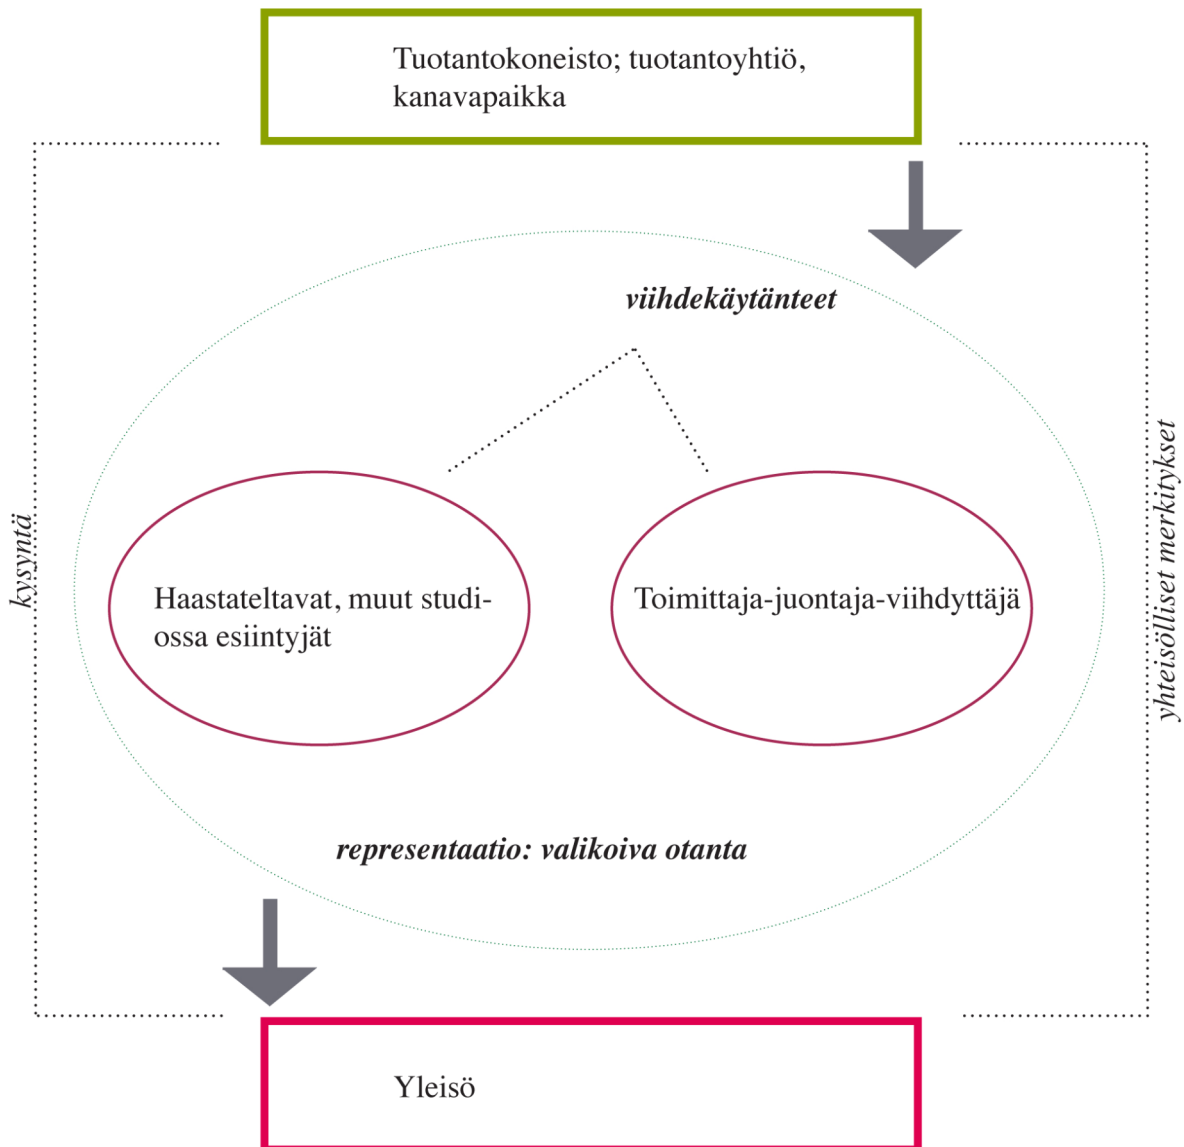 Tuotantokoneisto; tuotantoyhtiö,
kanavapaikka
viihdekäytänteet
kysyntä
yhteisölliset merkitykset
Haastateltavat, muut studi-
ossa esiintyjät
Toimittaja-juontaja-viihdyttäjä
representaatio: valikoiva otanta
Yleisö